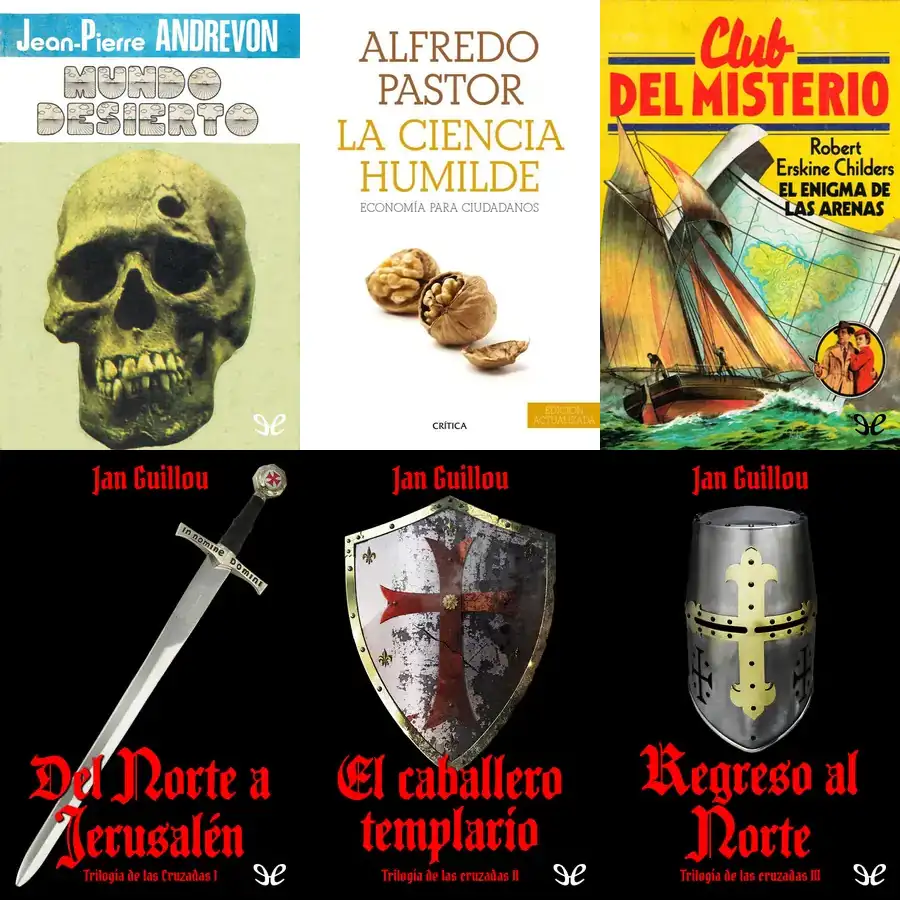 Jean-Pierre ANDREVON
MUNDO
DESIERTO
ALFREDO
PASTOR
LA CIENCIA
HUMILDE
ECONOMÍA PARA CIUDADANOS
CRÍTICA
EDICIÓN
ACTUALIZADA
Club
DEL MISTERIO
Robert
Erskine Childers
EL ENIGMA DE
LAS ARENAS
Jan Guillou
IN NOMINE DOMINI
Del Norte a
Jerusalén
Trilogía de las Cruzadas I
Jan Guillou
El caballero
templario
Trilogía de las cruzadas II
Jan Guillou
Regreso al
Norte
Trilogía de las cruzadas III